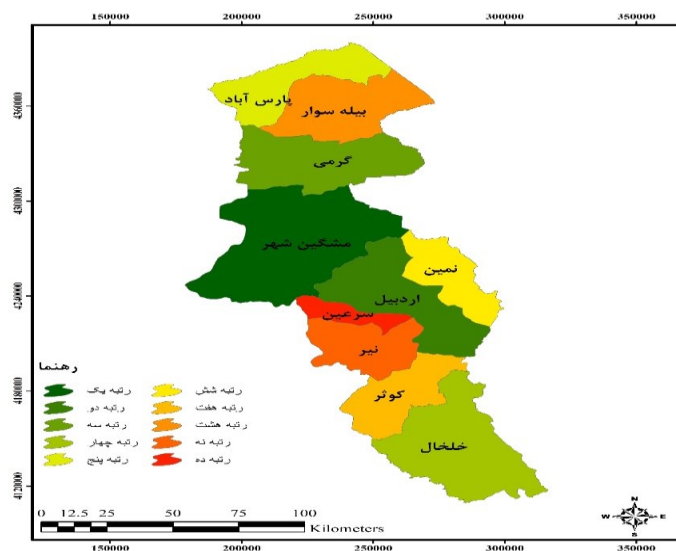 150000 200000 250000 300000 350000
4360000
4300000
4240000
4180000
4120000
پارس آباد
بیله سوار
گرمی
مشگین شهر
نمین
اردبیل
سرعین
نیر
کوثر
خلخال
رهنما
رتبه یک
رتبه دو
رتبه سه
رتبه چهار
رتبه پنج
رتبه شش
رتبه هفت
رتبه هشت
رتبه نه
رتبه ده
0 12.5 25 50 75 100
Kilometers
N
W E
S
150000 200000 250000 300000 350000